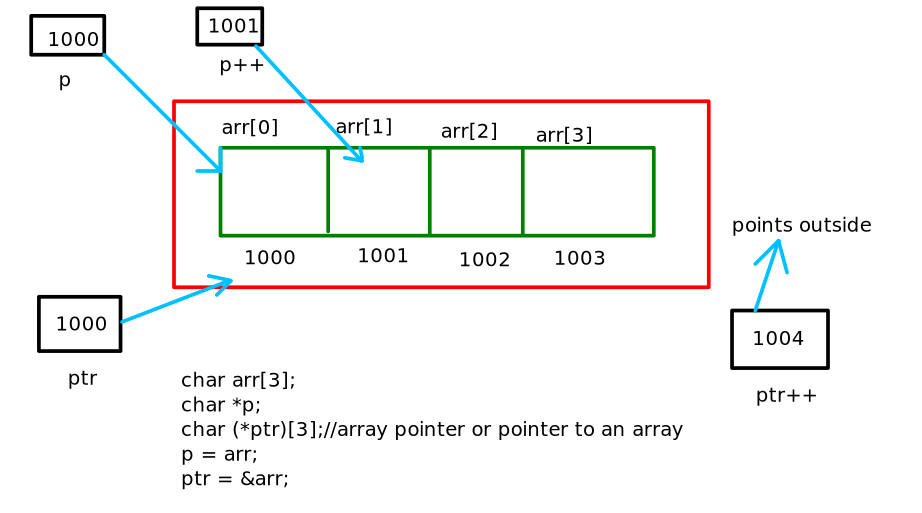 1000
p
1001
p++
arr[0]
arr[1]
arr[2]
arr[3]
1000
1001
1002
1003
points outside
1000
ptr
1004
ptr++
char arr[3];
char *p;
char (*ptr)[3];//array pointer or pointer to an array
p = arr;
ptr = &arr;